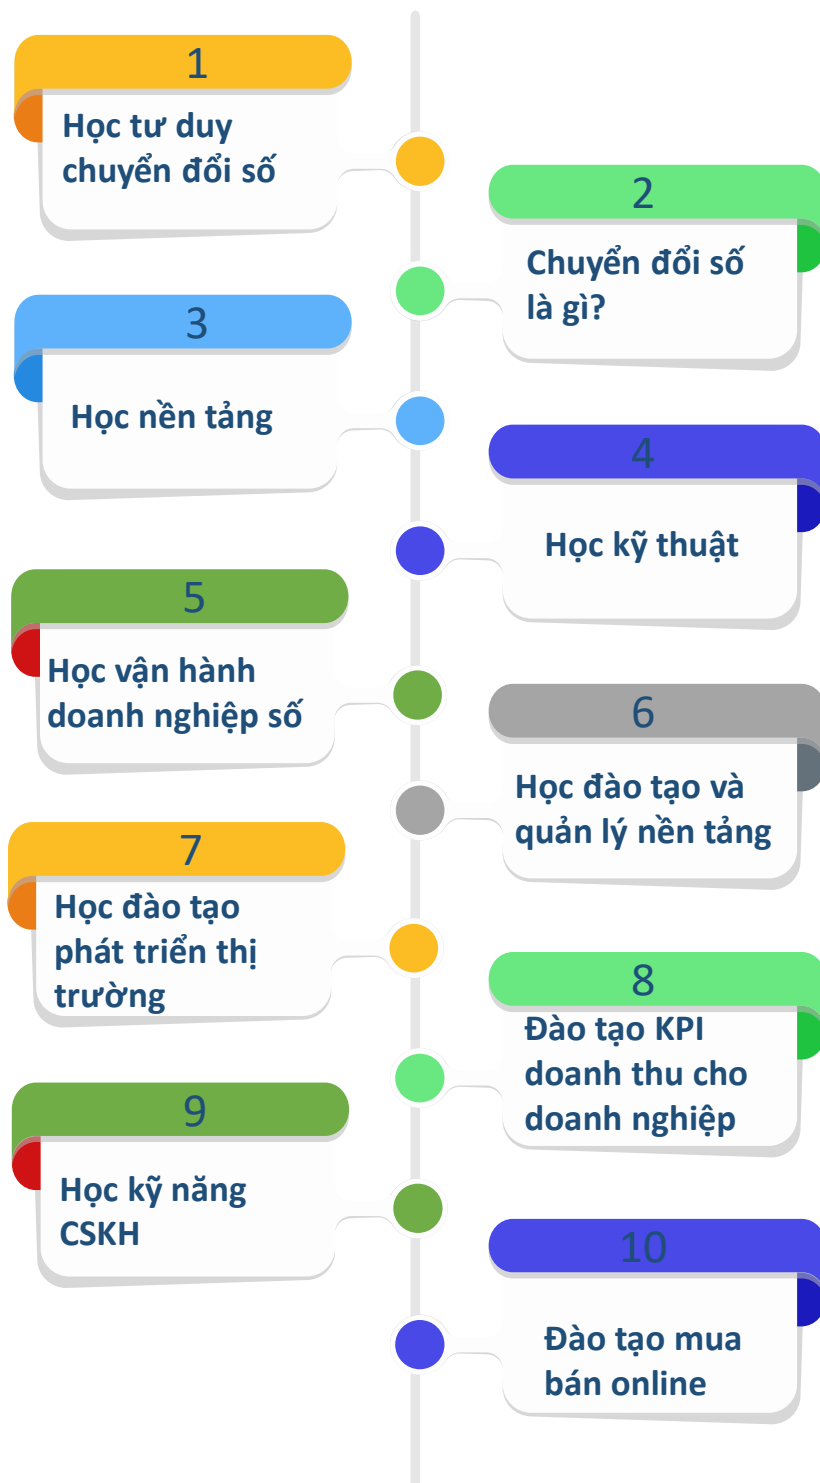 1
Học tư duy
chuyển đổi số
2
Chuyển đổi số
là gì?
3
Học nền tảng
4
Học kỹ thuật
5
Học vận hành
doanh nghiệp số
6
Học đào tạo và
quản lý nền tảng
7
Học đào tạo
phát triển thị
trường
8
Đào tạo KPI
doanh thu cho
doanh nghiệp
9
Học kỹ năng
CSKH
10
Đào tạo mua
bán online